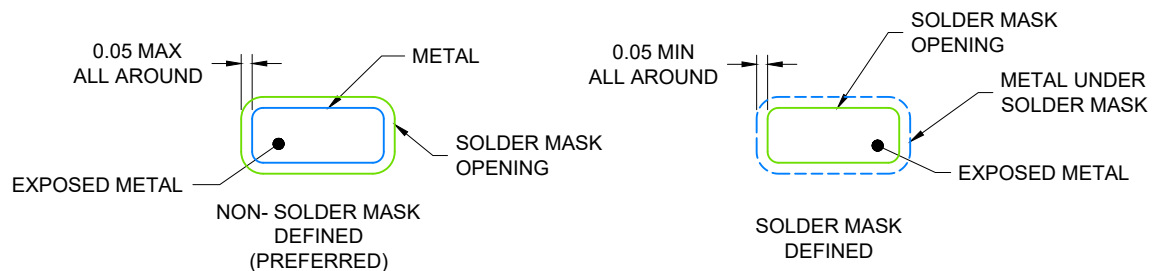 0.05 MAX
ALL AROUND
METAL
EXPOSED METAL
SOLDER MASK
OPENING
NON- SOLDER MASK
DEFINED
(PREFERRED)
SOLDER MASK
OPENING
0.05 MIN
ALL AROUND
METAL UNDER
SOLDER MASK
EXPOSED METAL
SOLDER MASK
DEFINED